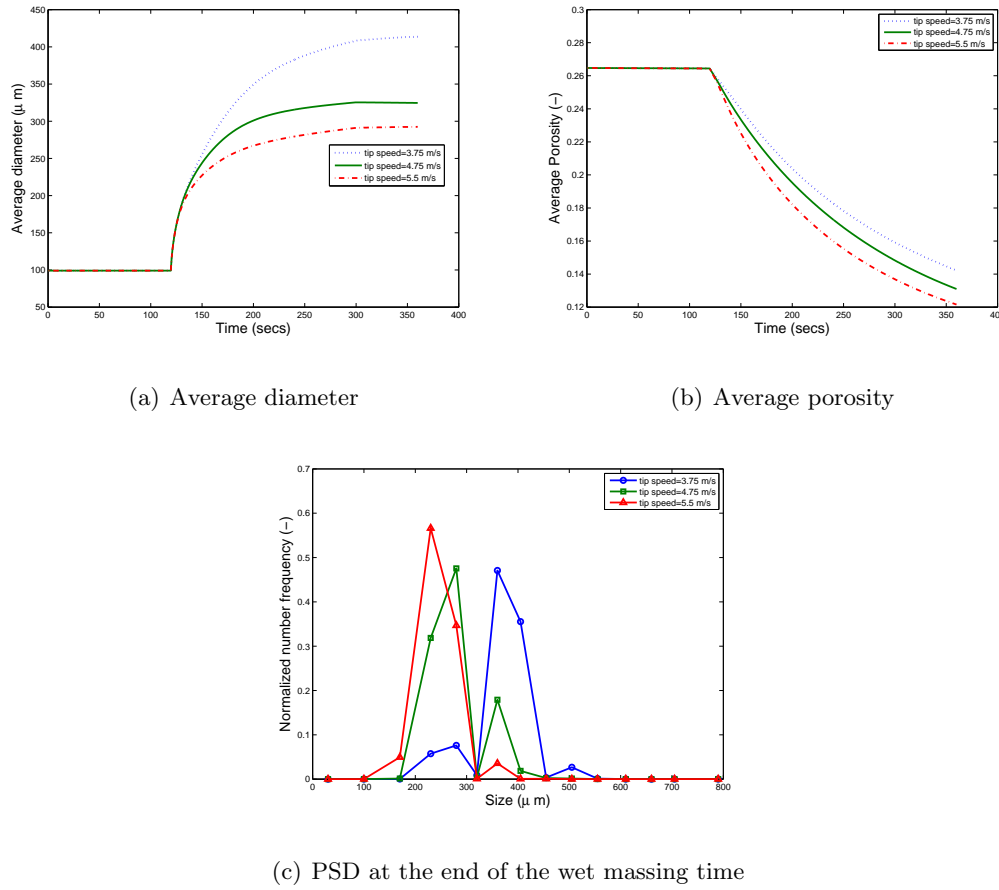 450
400
350
300
250
200
150
100
50
Average diameter (μ m)
0 50 100 150 200 250 300 350 400
Time (secs)
tip speed=3.75 m/s
tip speed=4.75 m/s
tip speed=5.5 m/s
(a) Average diameter
0.3
0.28
0.26
0.24
0.22
0.2
0.18
0.16
0.14
0.12
Average Porosity (−)
0 50 100 150 200 250 300 350 400
Time (secs)
tip speed=3.75 m/s
tip speed=4.75 m/s
tip speed=5.5 m/s
(b) Average porosity
0.7
0.6
0.5
0.4
0.3
0.2
0.1
0
Normalized number frequency (−)
0 100 200 300 400 500 600 700 800
Size (μ m)
tip speed=3.75 m/s
tip speed=4.75 m/s
tip speed=5.5 m/s
(c) PSD at the end of the wet massing time